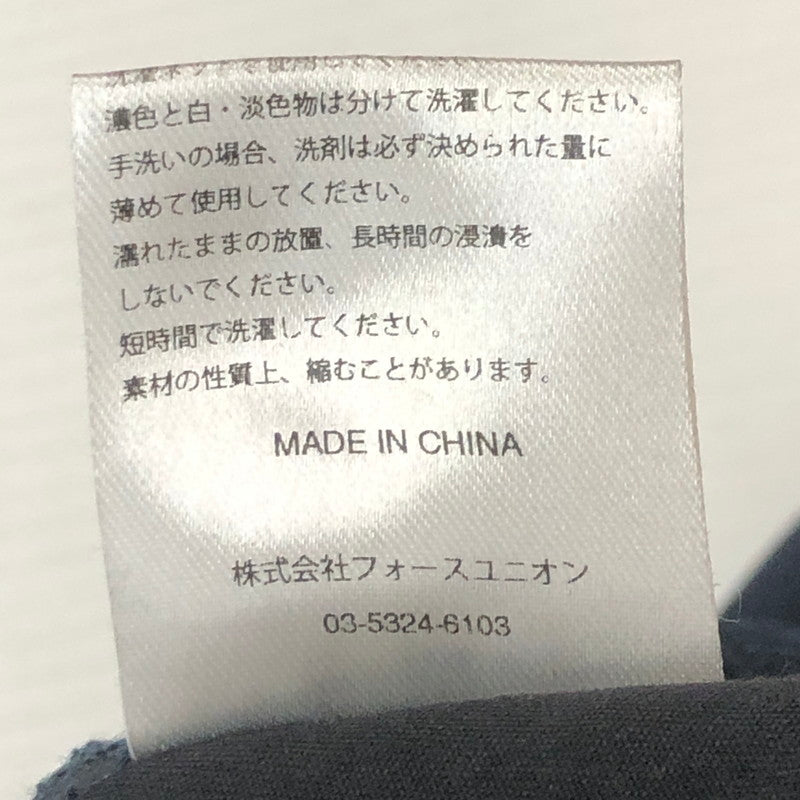 濃色と白・淡色物は分けて洗濯してください。
手洗いの場合、洗剤は必ず決められた量に
薄めて使用してください。
濡れたままの放置、長時間の浸漬を
しないでください。
短時間で洗濯してください。
素材の性質上、縮むことがあります。
MADE IN CHINA
株式会社フォースユニオン
03-5324-6103